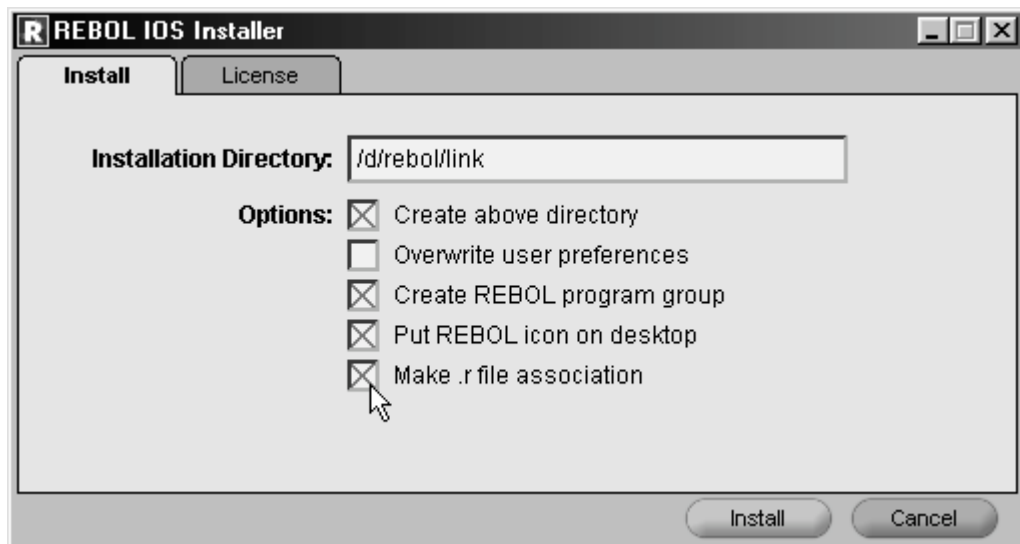 R REBOL IOS Installer
Install License
Installation Directory: /d/rebol/link
Options: Create above directory
Overwrite user preferences
Create REBOL program group
Put REBOL icon on desktop
Make .r file association
Install Cancel